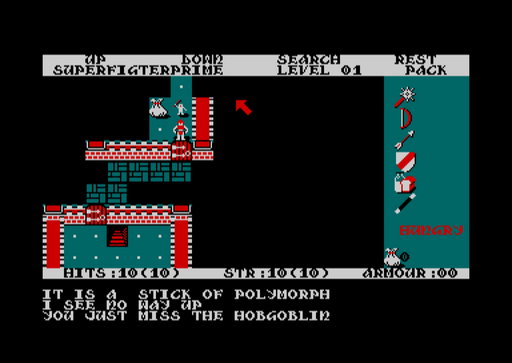 UP DOWN SEARCH REST
SUPERFIGTERPRIME LEVEL 01 PACK
HUNGRY
0
HITS:10(10) STR:10(10) ARMOUR:00
IT IS A STICK OF POLYMORPH
I SEE NO WAY UP
YOU JUST MISS THE HOBGOBLIN